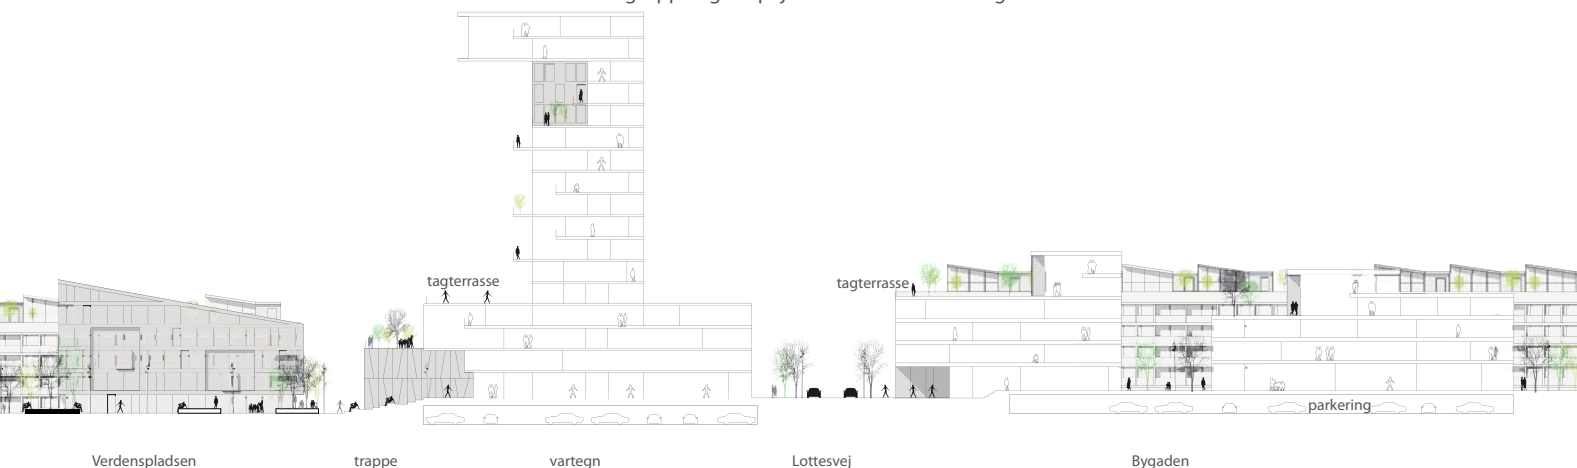 tagterrasse
tagterrasse
parkering
Verdenspladsen
trappe
vartegn
Lottesvej
Bygaden